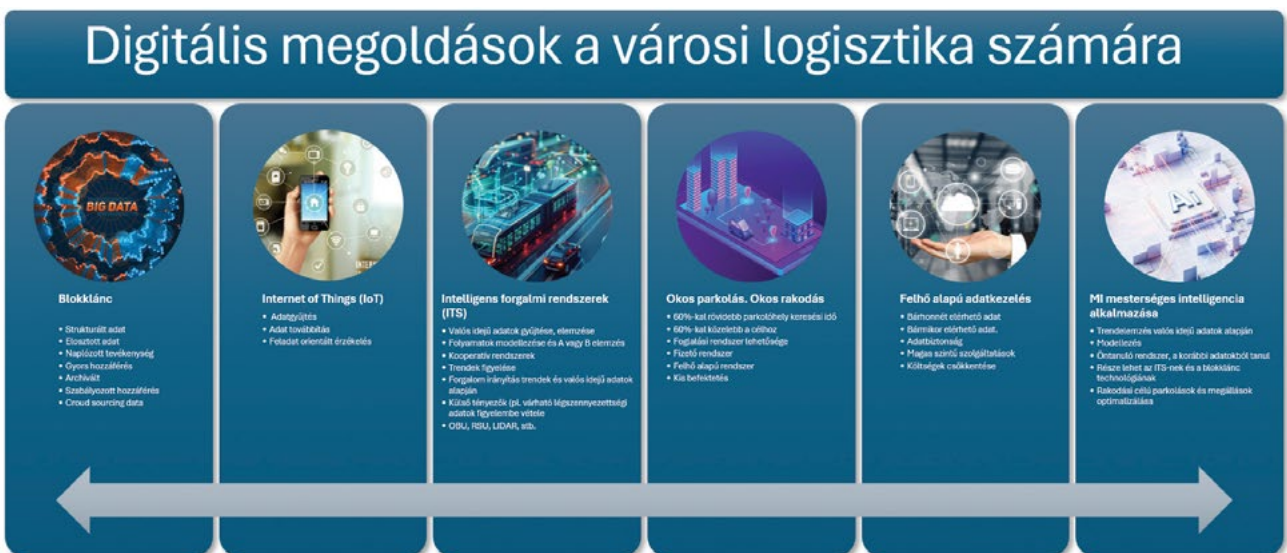 Digitális megoldások a városi logisztika számára
BIG DATA
Blokklánc
• Strukturált adat
• Elosztott adat
• Naplózott tevékenység
• Gyors hozzáférés
• Archivált
• Szabályozott hozzáférés
• Croud sourcing data
INTERNET
Internet of Things (IoT)
• Adatgyűjtés
• Adat továbbítás
• Feladat orientált érzékelés
Intelligens forgalmi rendszerek
(ITS)
• Valós idejű adatok gyűjtése, elemzése
• Folyamatok modellezése és A vagy B elemzés
• Kooperatív rendszerek
• Trendek figyelése
• Forgalom irányítás trendek és valós idejű adatok
alapján
• Külső tényezők (pl. várható légszennyezettségi
adatok figyelembe vétele
• OBU, RSU, LIDAR, stb.
Okos parkolás. Okos rakodás
• 60%-kal rövidebb parkolóhely keresési idő
• 60%-kal közelebb a célhoz
• Foglalási rendszer lehetősége
• Fizető rendszer
• Felhő alapú rendszer
• Kis befektetés
Felhő alapú adatkezelés
• Bárhonnét elérhető adat
• Bármikor elérhető adat.
• Adatbiztonság
• Magas szintű szolgáltatások
• Költségek csökkentése
A.I
MI mesterséges intelligencia
alkalmazása
• Trendelemzés valós idejű adatok alapján
• Modellezés
• Öntanuló rendszer, a korábbi adatokból tanul
• Része lehet az ITS-nek és a blokklánc
technológiának
• Rakodási célú parkolások és megállások
optimalizálása